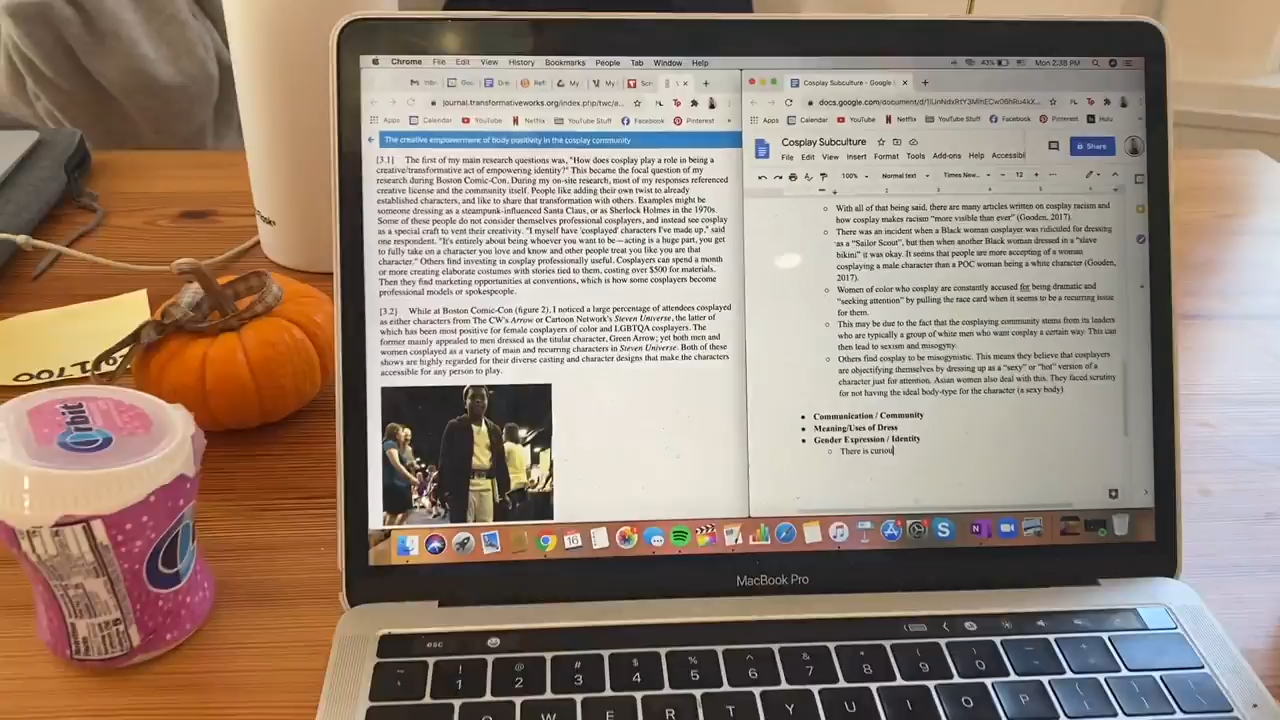 Chrome File Edit View History Bookmarks People Tab Window Help
43% Mon 2:38 PM
Cosplay Subculture - Google
journal.transformativeworks.org/index.php/twc/a...
Apps Calendar YouTube Netflix YouTube Stuff Facebook Pinterest
Apps Calendar YouTube Netflix YouTube Stuff Facebook Pinterest Hulu
The creative empowerment of body positivity in the cosplay community
[3.1] The first of my main research questions was, "How does cosplay play a role in being a
creative/transformative act of empowering identity?" This became the focal question of my
research during Boston Comic-Con. During my on-site research, most of my responses referenced
creative license and the community itself. People like adding their own twist to already
established characters, and like to share that transformation with others. Examples might be
someone dressing as a steampunk-influenced Santa Claus, or as Sherlock Holmes in the 1970s.
Some of these people do not consider themselves professional cosplayers, and instead see cosplay
as a special craft to vent their creativity. "I myself have 'cosplayed' characters I've made up," said
one respondent. "It's entirely about being whoever you want to be—acting is a huge part, you get
to fully take on a character you love and know and other people treat you like you are that
character." Others find investing in cosplay professionally useful. Cosplayers can spend a month
or more creating elaborate costumes with stories tied to them, costing over $500 for materials.
Then they find marketing opportunities at conventions, which is how some cosplayers become
professional models or spokespeople.
[3.2] While at Boston Comic-Con (figure 2), I noticed a large percentage of attendees cosplayed
as either characters from The CW's Arrow or Cartoon Network's Steven Universe, the latter of
which has been most positive for female cosplayers of color and LGBTQA cosplayers. The
former mainly appealed to men dressed as the titular character, Green Arrow; yet both men and
women cosplayed as a variety of main and recurring characters in Steven Universe. Both of these
shows are highly regarded for their diverse casting and character designs that make the characters
accessible for any person to play.
Cosplay Subculture
File Edit View Insert Format Tools Add-ons Help Accessibi
Share
100% Normal text Times New... 12
With all of that being said, there are many articles written on cosplay racism and
how cosplay makes racism "more visible than ever" (Gooden, 2017).
There was an incident when a Black woman cosplayer was ridiculed for dressing
as a "Sailor Scout", but then when another Black woman dressed in a "slave
bikini" it was okay. It seems that people are more accepting of a woman
cosplaying a male character than a POC woman being a white character (Gooden,
2017).
Women of color who cosplay are constantly accused for being dramatic and
"seeking attention" by pulling the race card when it seems to be a recurring issue
for them.
This may be due to the fact that the cosplaying community stems from its leaders
who are typically a group of white men who want cosplay a certain way. This can
then lead to sexism and misogyny.
Others find cosplay to be misogynistic. This means they believe that cosplayers
are objectifying themselves by dressing up as a "sexy" or "hot" version of a
character just for attention. Asian women also deal with this. They faced scrutiny
for not having the ideal body-type for the character (a sexy body)
Communication / Community
Meaning/Uses of Dress
Gender Expression / Identity
There is curiou
16
MacBook Pro
Orbit
esc
! @ # $ % ^ & * ( )
1 2 3 4 5 6 7 8 9 0
W E R T Y U I O P